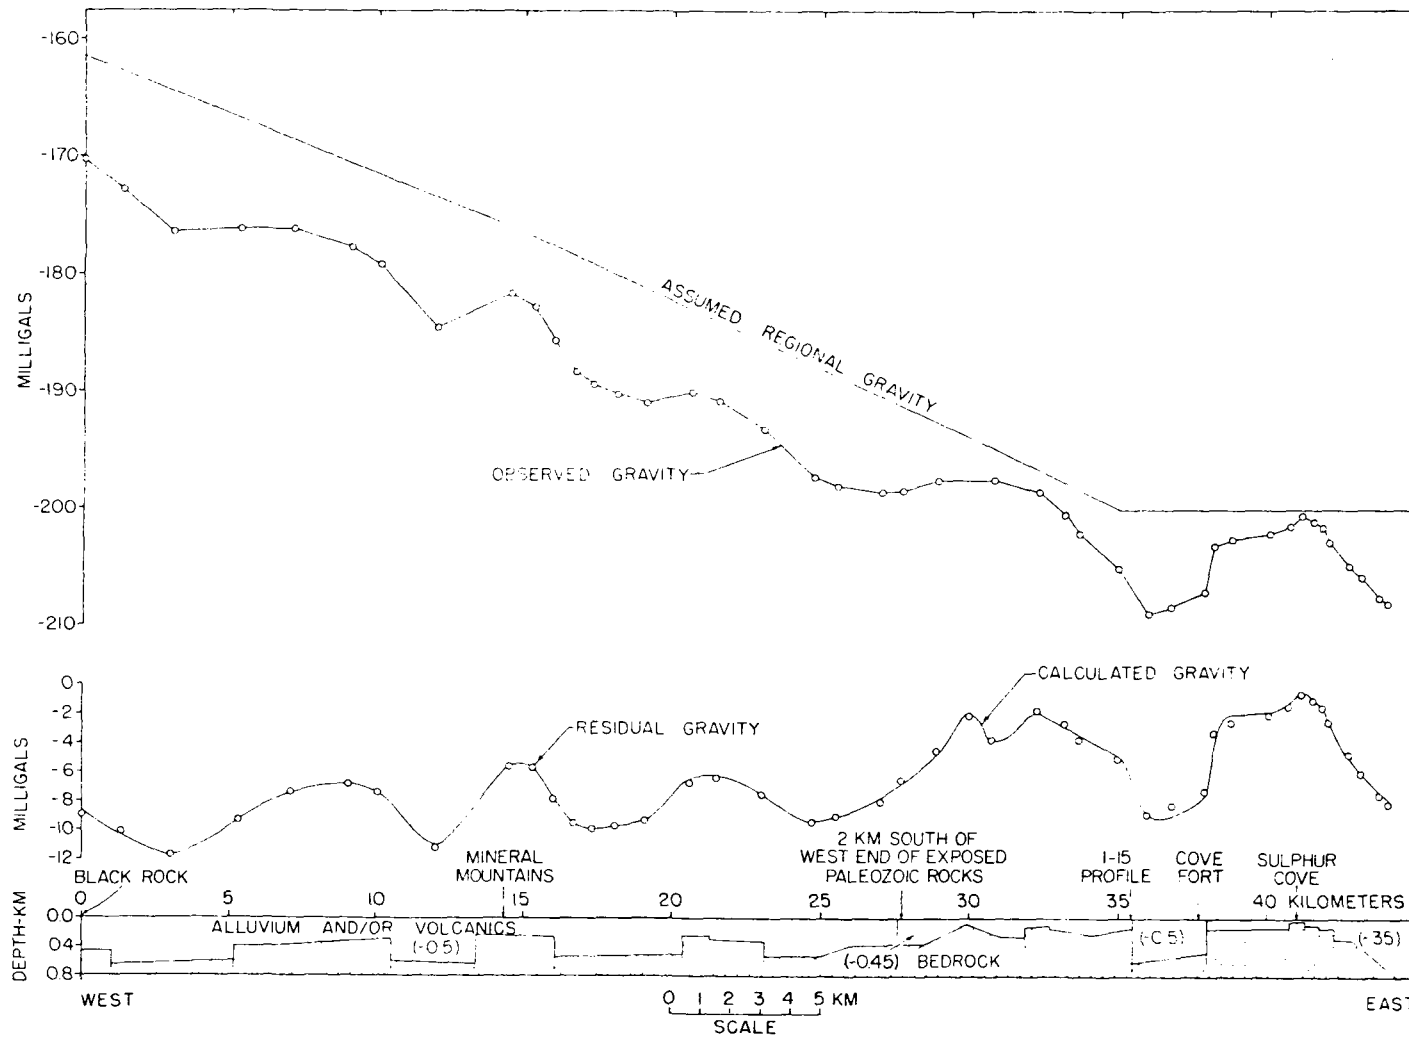 -160
-170
-180
-190
-200
-210
MILLIGALS
ASSUMED REGIONAL GRAVITY
OBSERVED GRAVITY
0
-2
-4
-6
-8
-10
-12
MILLIGALS
CALCULATED GRAVITY
RESIDUAL GRAVITY
BLACK ROCK
MINERAL
MOUNTAINS
2 KM SOUTH OF
WEST END OF EXPOSED
PALEOZOIC ROCKS
I-15
PROFILE
COVE
FORT
SULPHUR
COVE
0 5 10 15 20 25 30 35 40 KILOMETERS
DEPTH-KM
0.0
0.4
0.8
ALLUVIUM AND/OR VOLCANICS
(-0.5)
(-0.45) BEDROCK
(-0.5)
(-.35)
WEST
EAST
0 1 2 3 4 5 KM
SCALE